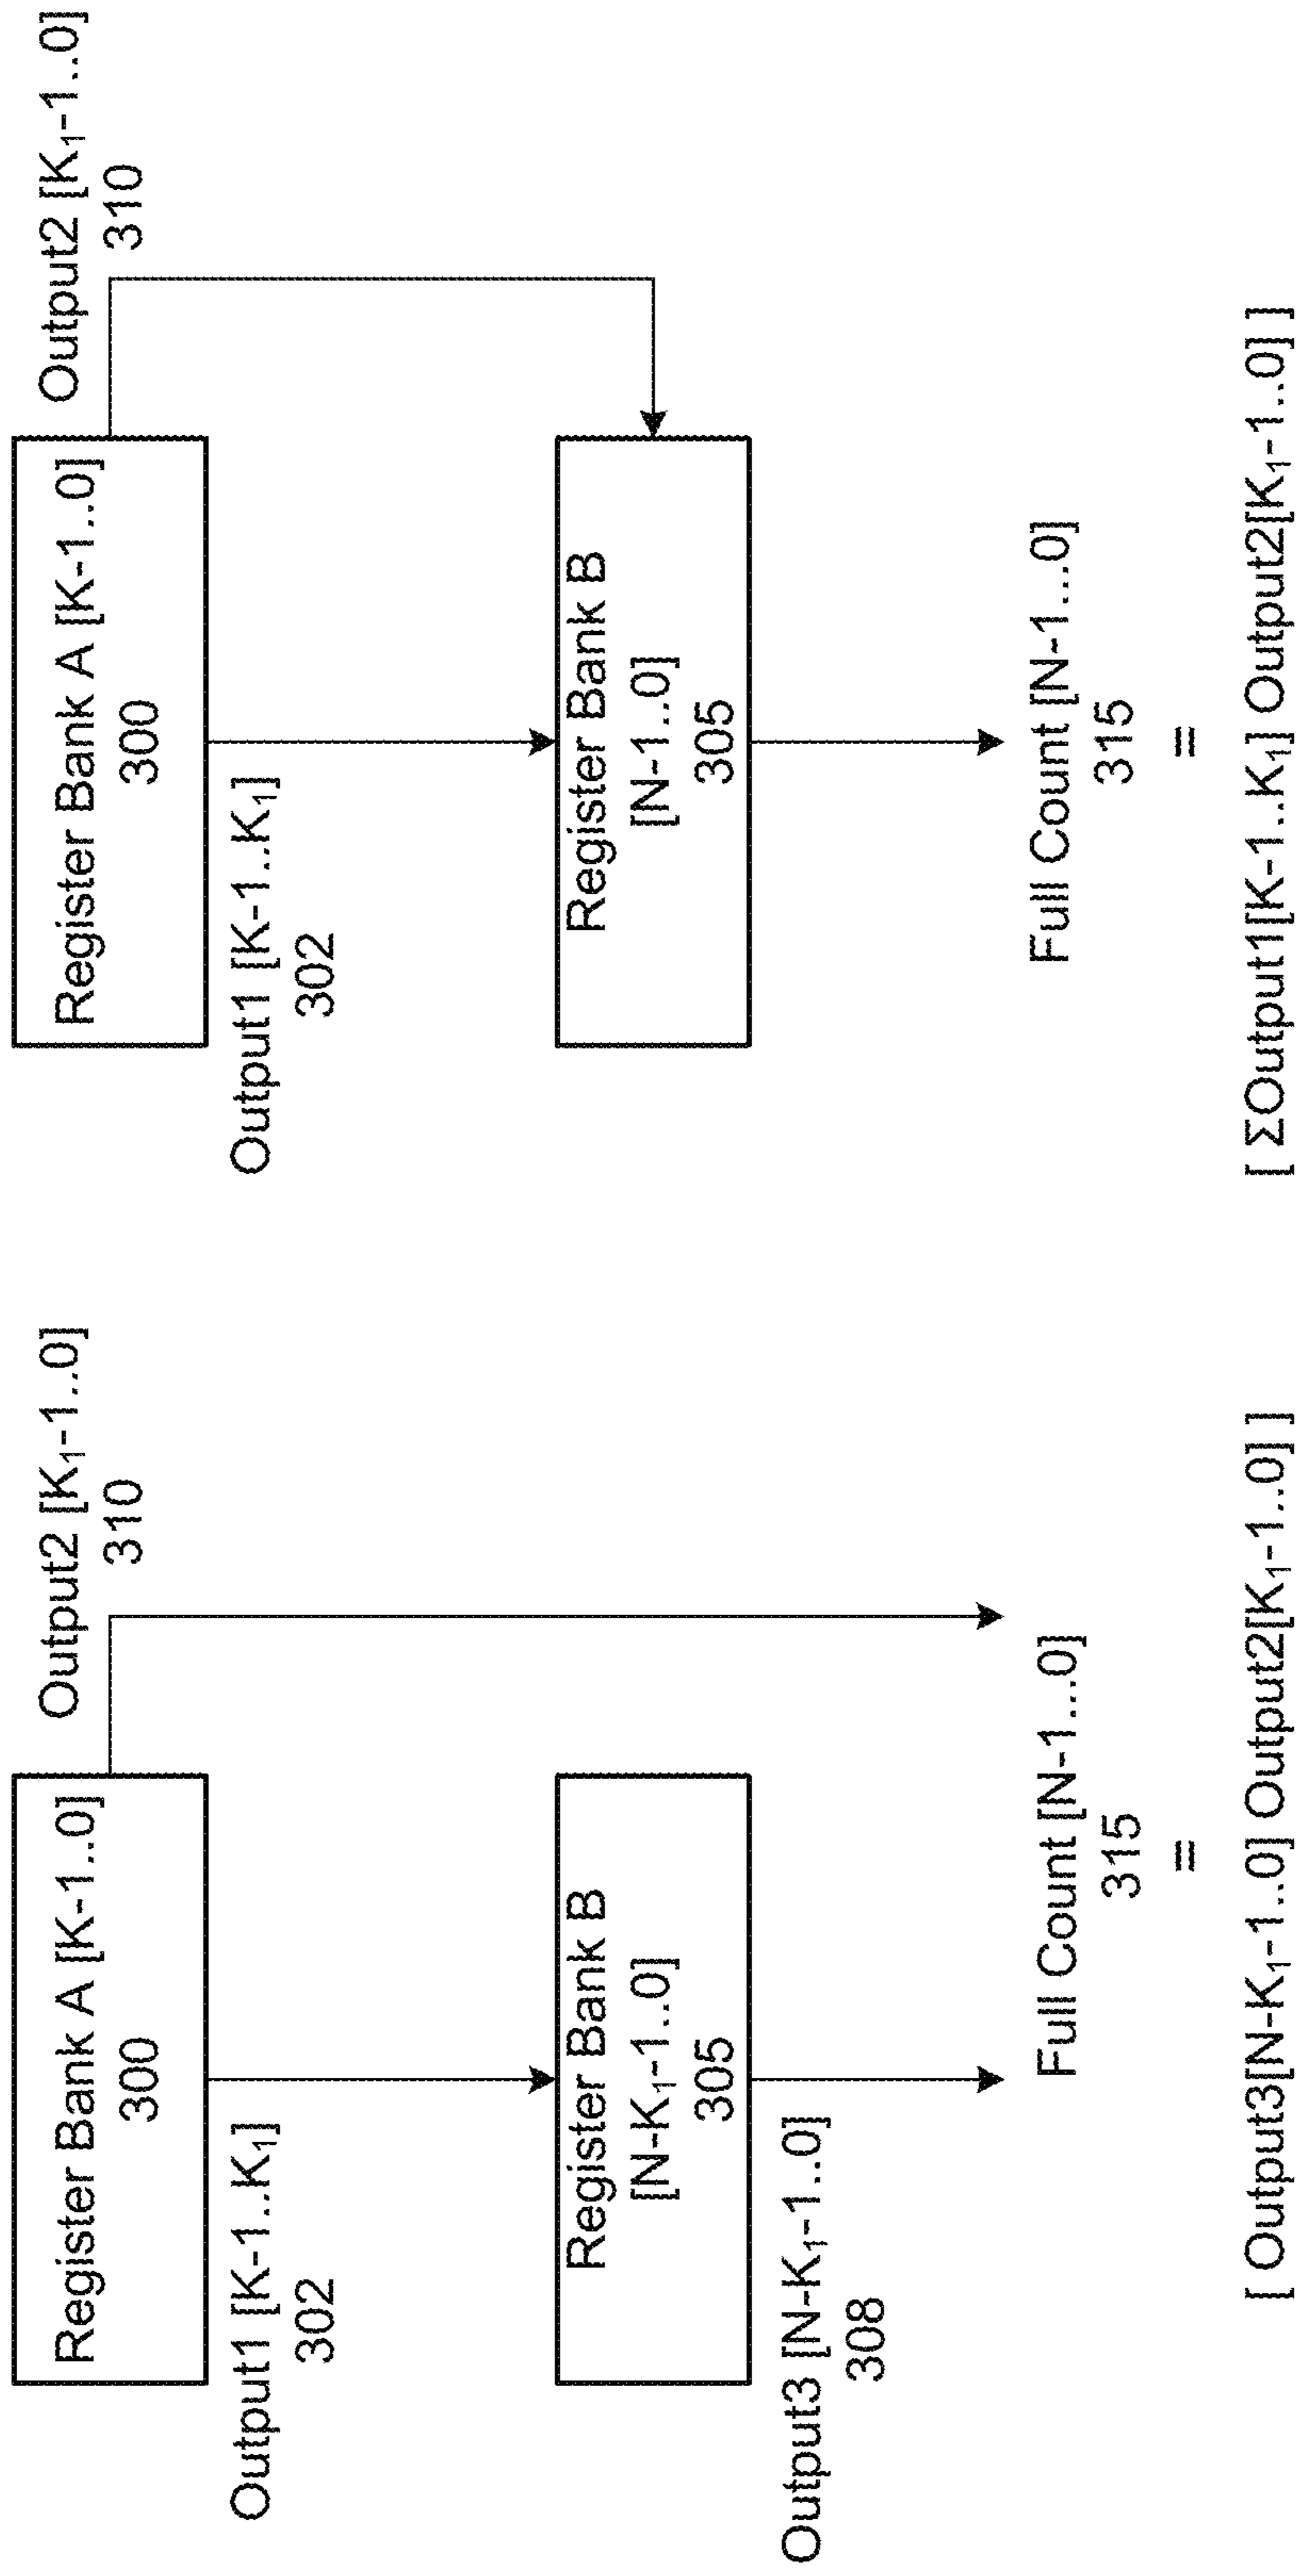 Register Bank A [K-1..0]
300
Output2 [K₁-1..0]
310
Output1 [K-1..K₁]
302
Register Bank B
[N-K₁-1..0]
305
Output3 [N-K₁-1..0]
308
Full Count [N-1...0]
315
=
[ Output3[N-K₁-1..0] Output2[K₁-1..0] ]
Register Bank A [K-1..0]
300
Output2 [K₁-1..0]
310
Output1 [K-1..K₁]
302
Register Bank B
[N-1..0]
305
Full Count [N-1...0]
315
=
[ ΣOutput1[K-1..K₁] Output2[K₁-1..0] ]